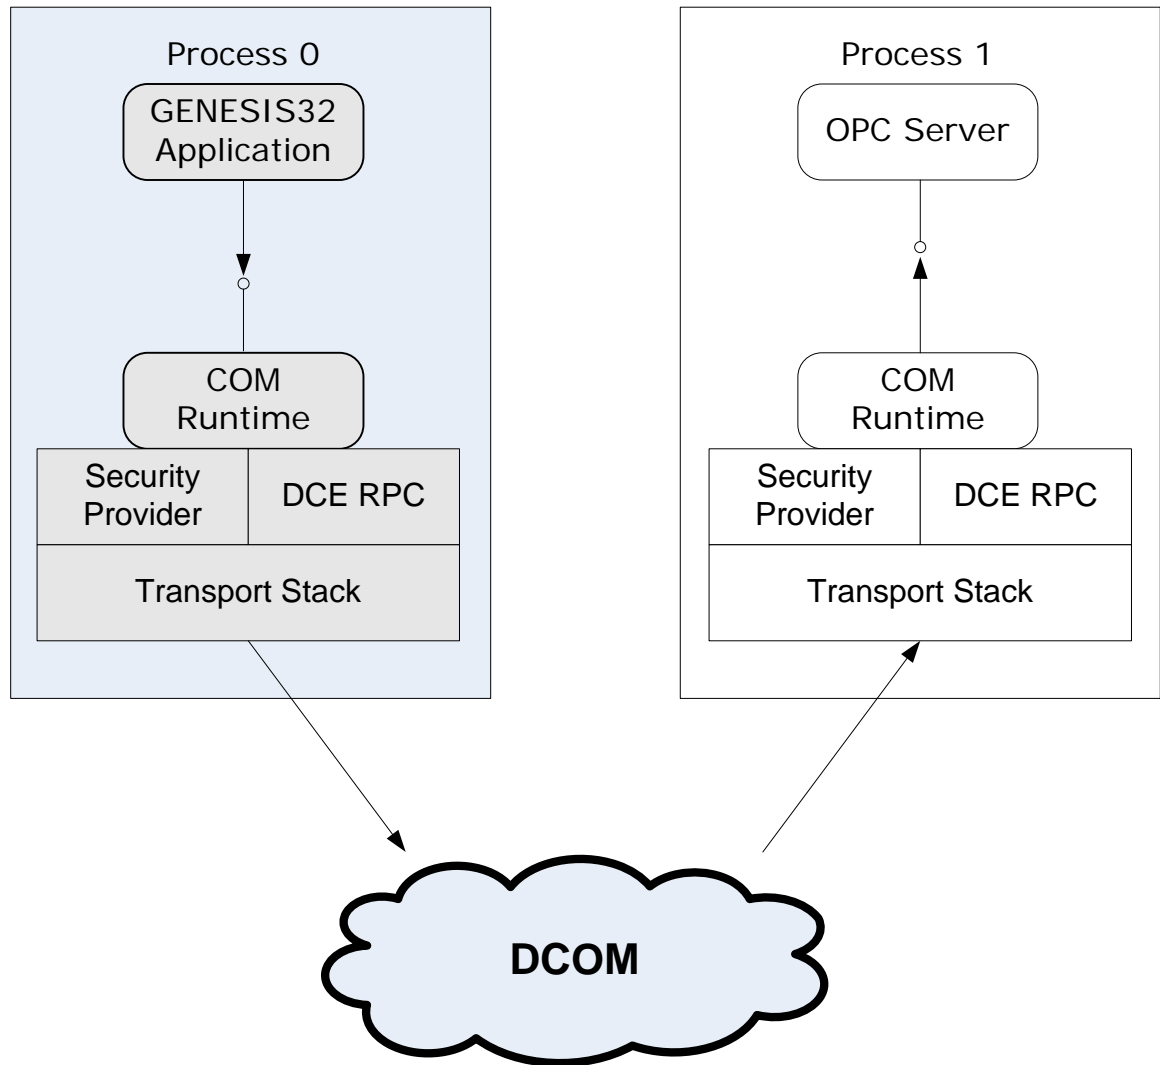 Process 0
GENESIS32
Application
COM
Runtime
Security
Provider
DCE RPC
Transport Stack
Process 1
OPC Server
COM
Runtime
Security
Provider
DCE RPC
Transport Stack
DCOM